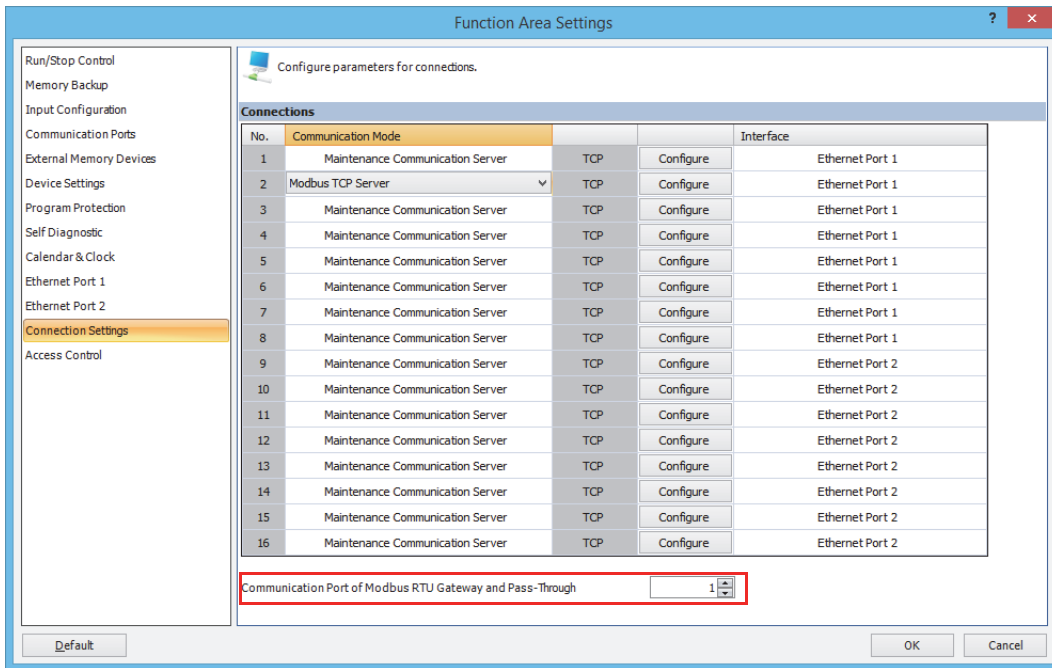 Function Area Settings
?
Run/Stop Control
Memory Backup
Input Configuration
Communication Ports
External Memory Devices
Device Settings
Program Protection
Self Diagnostic
Calendar & Clock
Ethernet Port 1
Ethernet Port 2
Connection Settings
Access Control
Configure parameters for connections.
Connections
No. Communication Mode Interface
1 Maintenance Communication Server TCP Configure Ethernet Port 1
2 Modbus TCP Server TCP Configure Ethernet Port 1
3 Maintenance Communication Server TCP Configure Ethernet Port 1
4 Maintenance Communication Server TCP Configure Ethernet Port 1
5 Maintenance Communication Server TCP Configure Ethernet Port 1
6 Maintenance Communication Server TCP Configure Ethernet Port 1
7 Maintenance Communication Server TCP Configure Ethernet Port 1
8 Maintenance Communication Server TCP Configure Ethernet Port 1
9 Maintenance Communication Server TCP Configure Ethernet Port 2
10 Maintenance Communication Server TCP Configure Ethernet Port 2
11 Maintenance Communication Server TCP Configure Ethernet Port 2
12 Maintenance Communication Server TCP Configure Ethernet Port 2
13 Maintenance Communication Server TCP Configure Ethernet Port 2
14 Maintenance Communication Server TCP Configure Ethernet Port 2
15 Maintenance Communication Server TCP Configure Ethernet Port 2
16 Maintenance Communication Server TCP Configure Ethernet Port 2
Communication Port of Modbus RTU Gateway and Pass-Through 1
Default OK Cancel